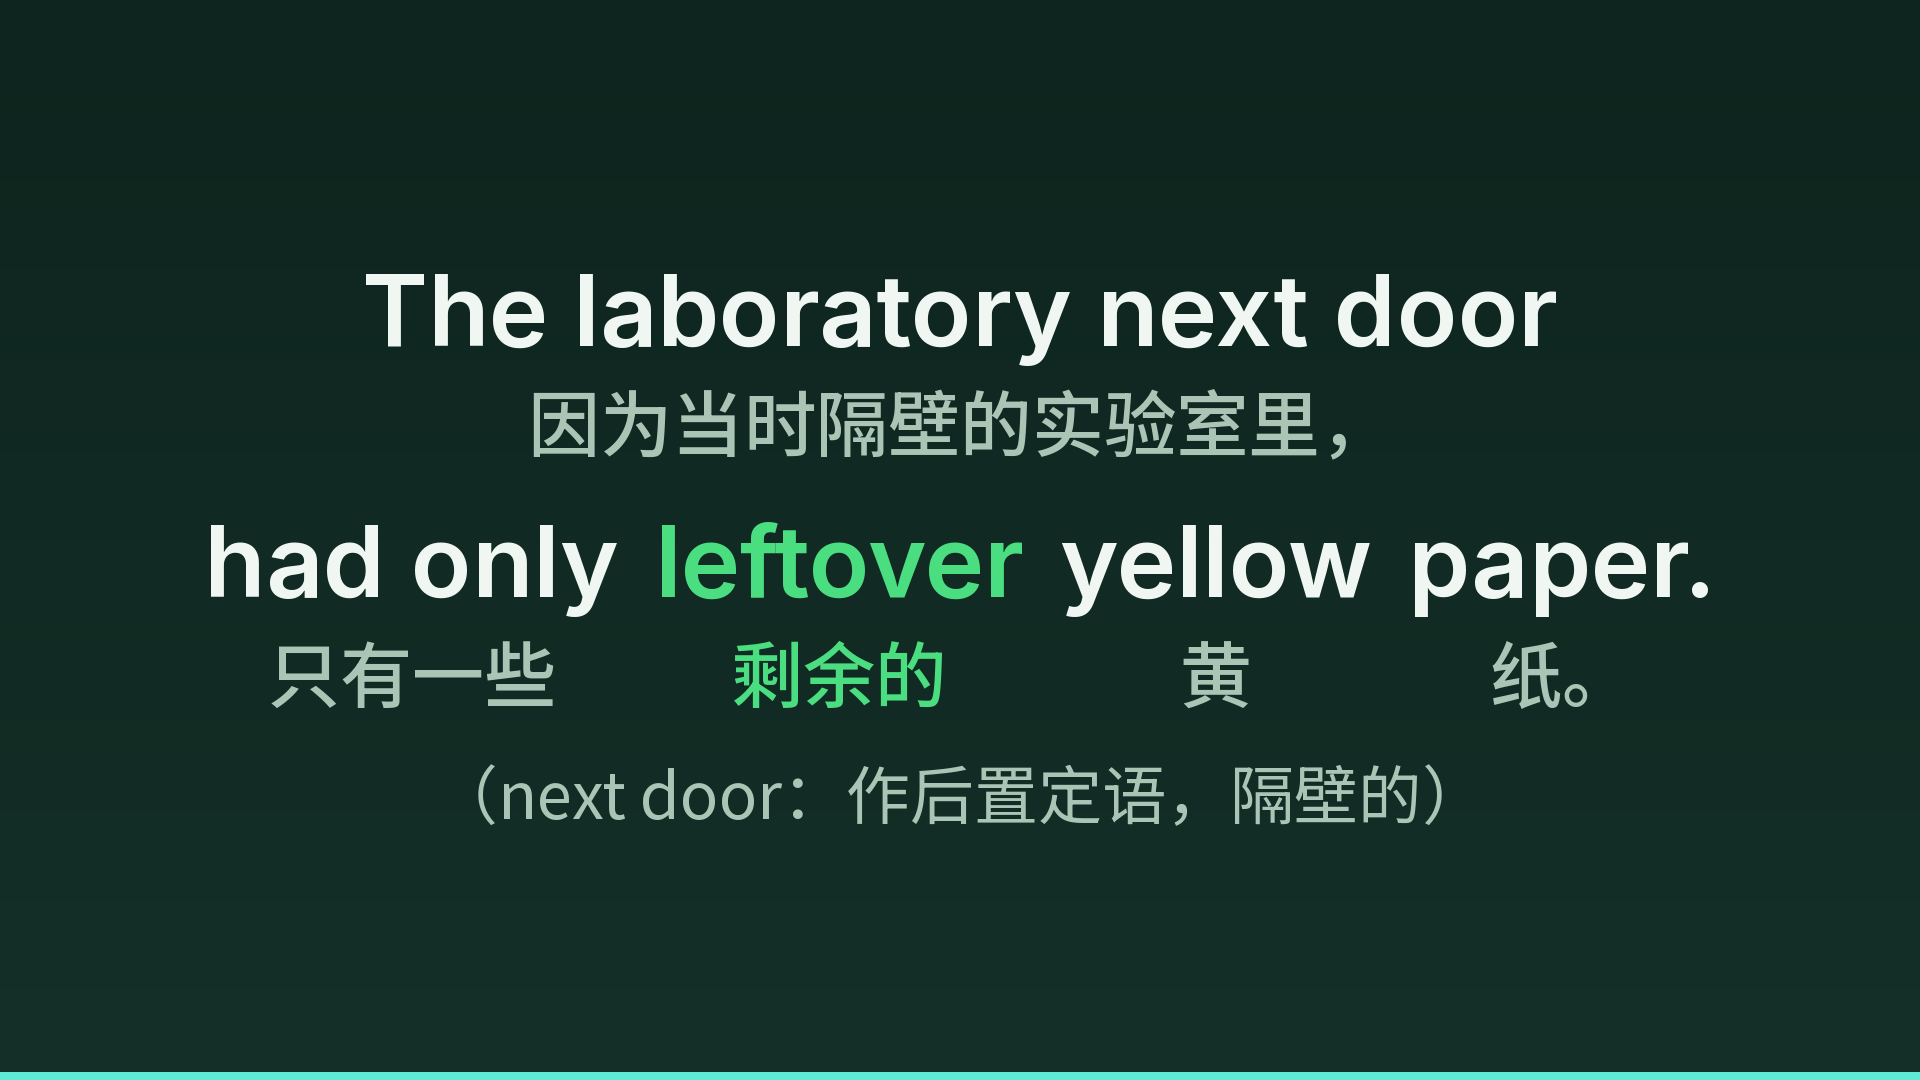 The laboratory next door
因为当时隔壁的实验室里，
had only leftover yellow paper.
只有一些 剩余的 黄 纸。
（next door：作后置定语，隔壁的）